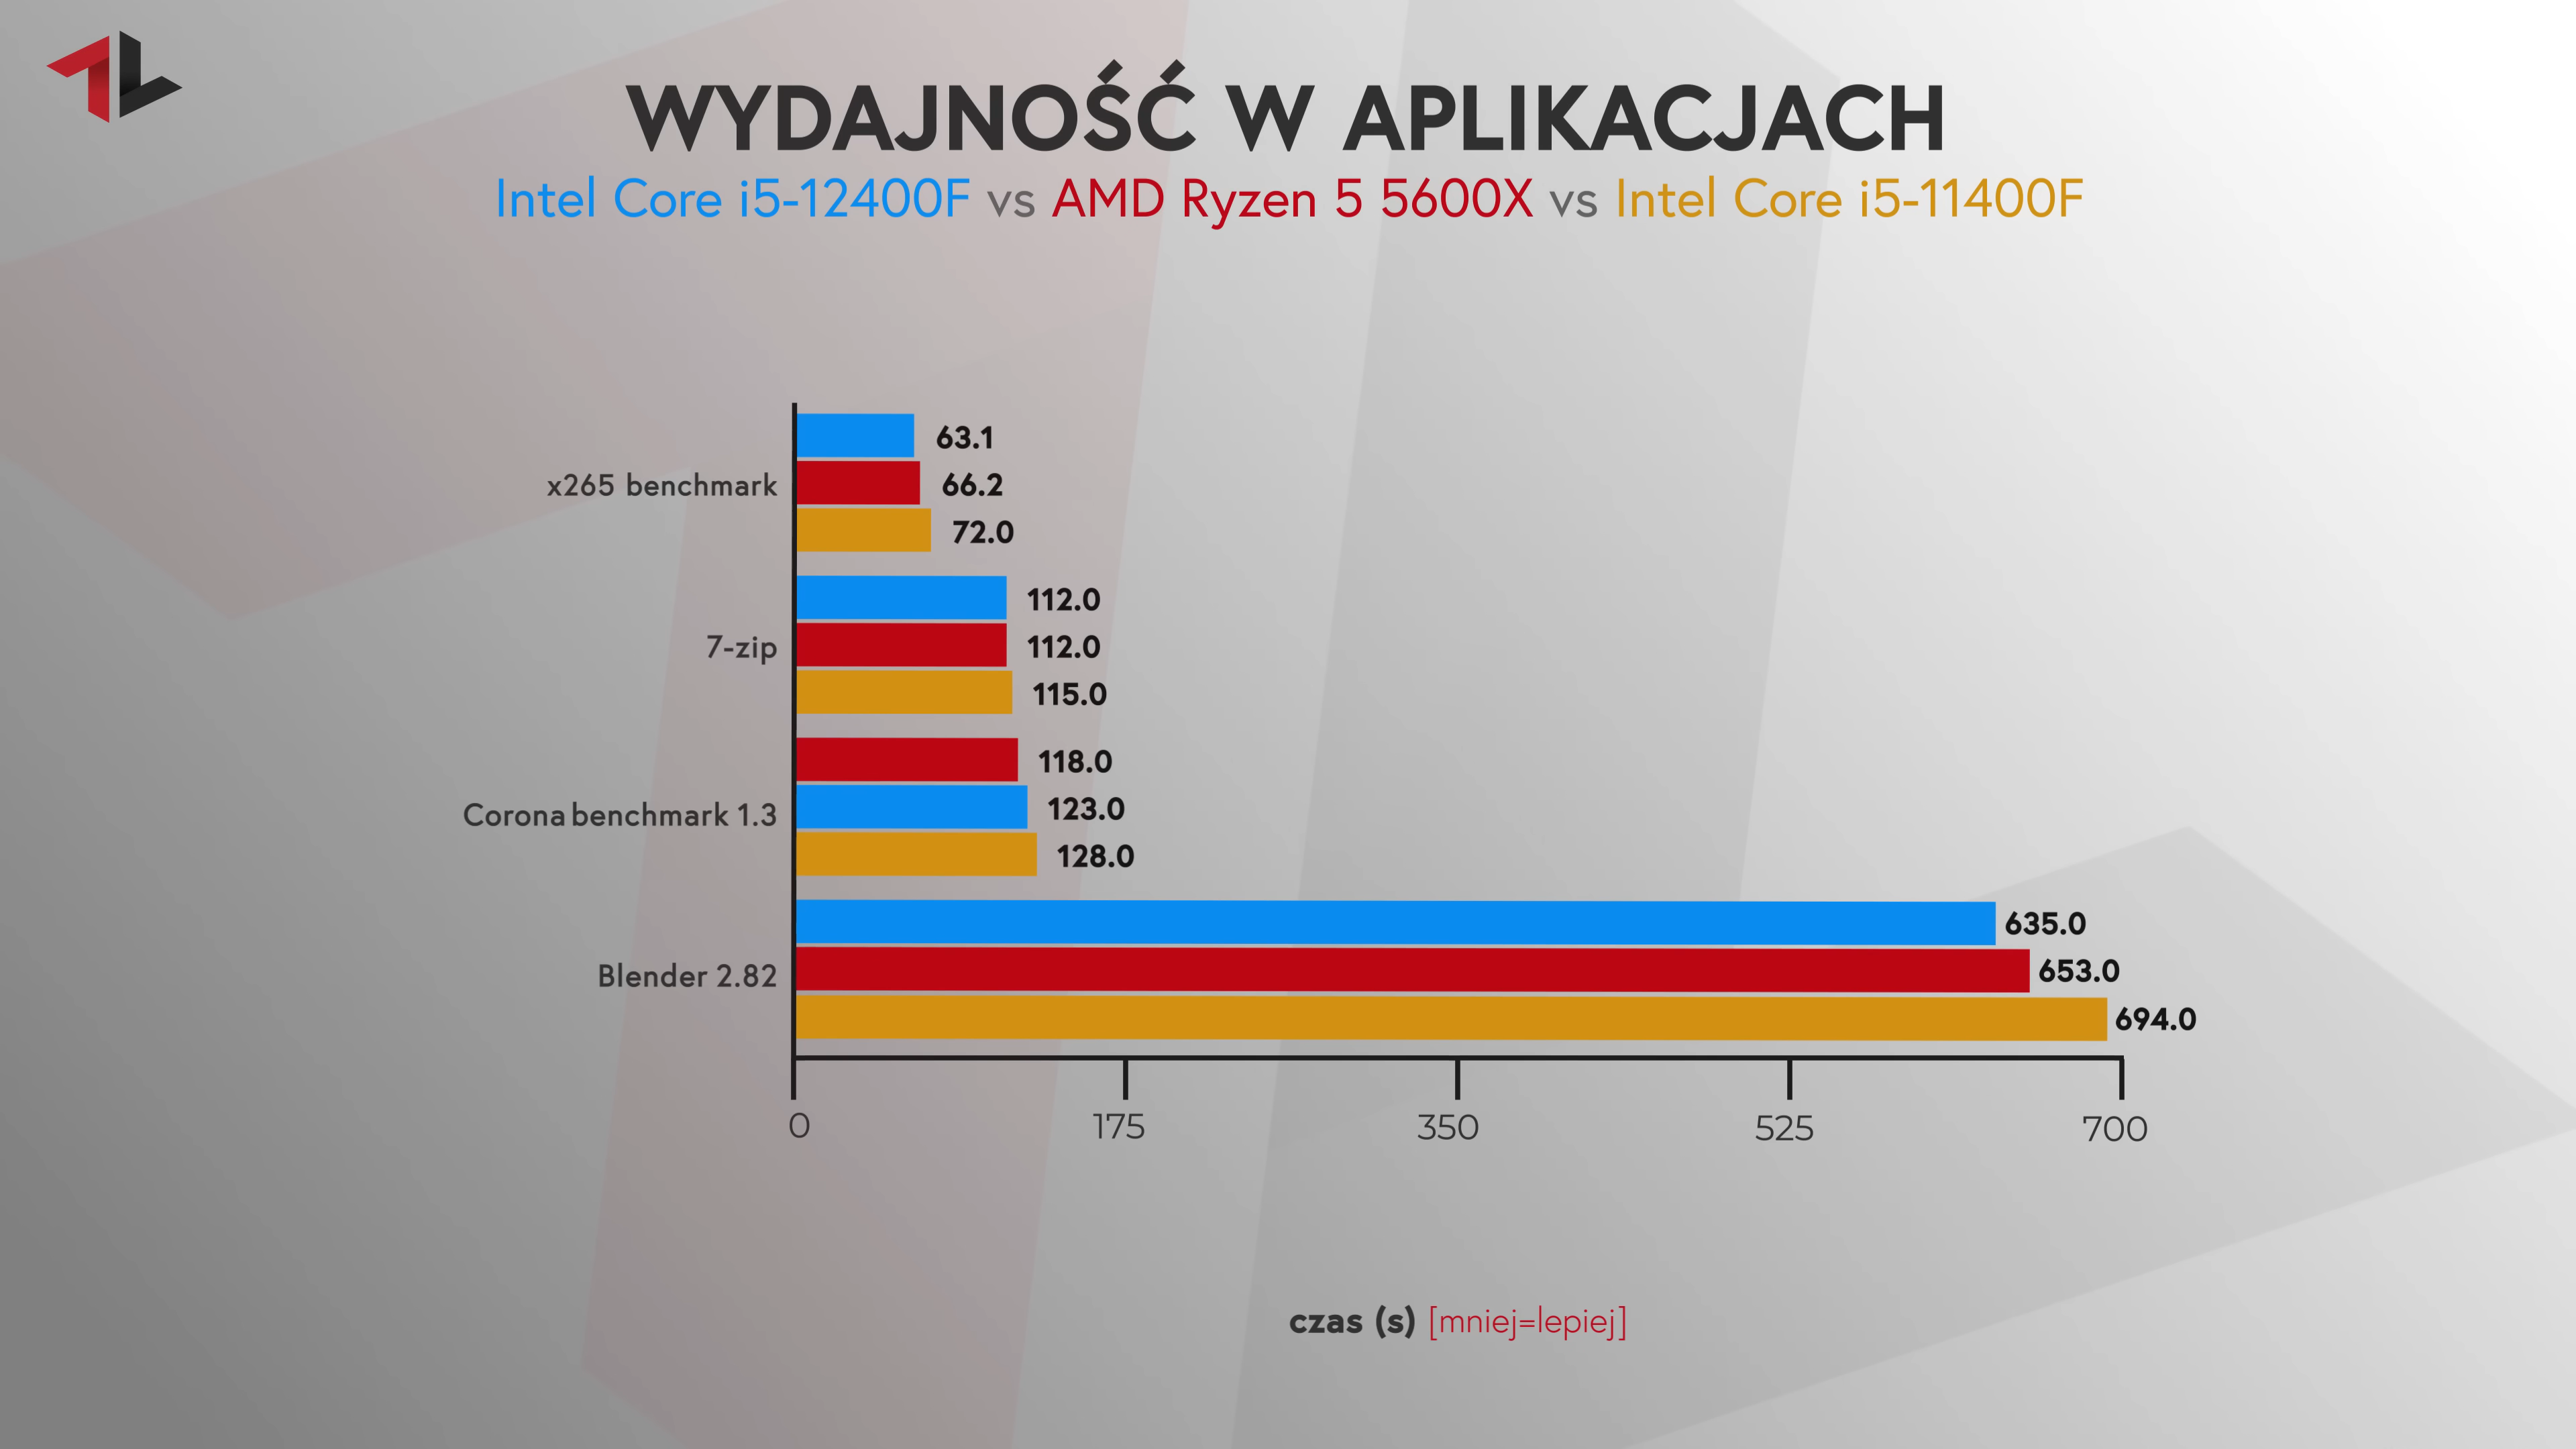 WYDAJNOŚĆ W APLIKACJACH
Intel Core i5-12400F vs AMD Ryzen 5 5600X vs Intel Core i5-11400F
63.1
x265 benchmark 66.2
72.0
112.0
7-zip 112.0
115.0
118.0
Corona benchmark 1.3 123.0
128.0
635.0
Blender 2.82 653.0
694.0
0 175 350 525 700
czas (s) [mniej=lepiej]